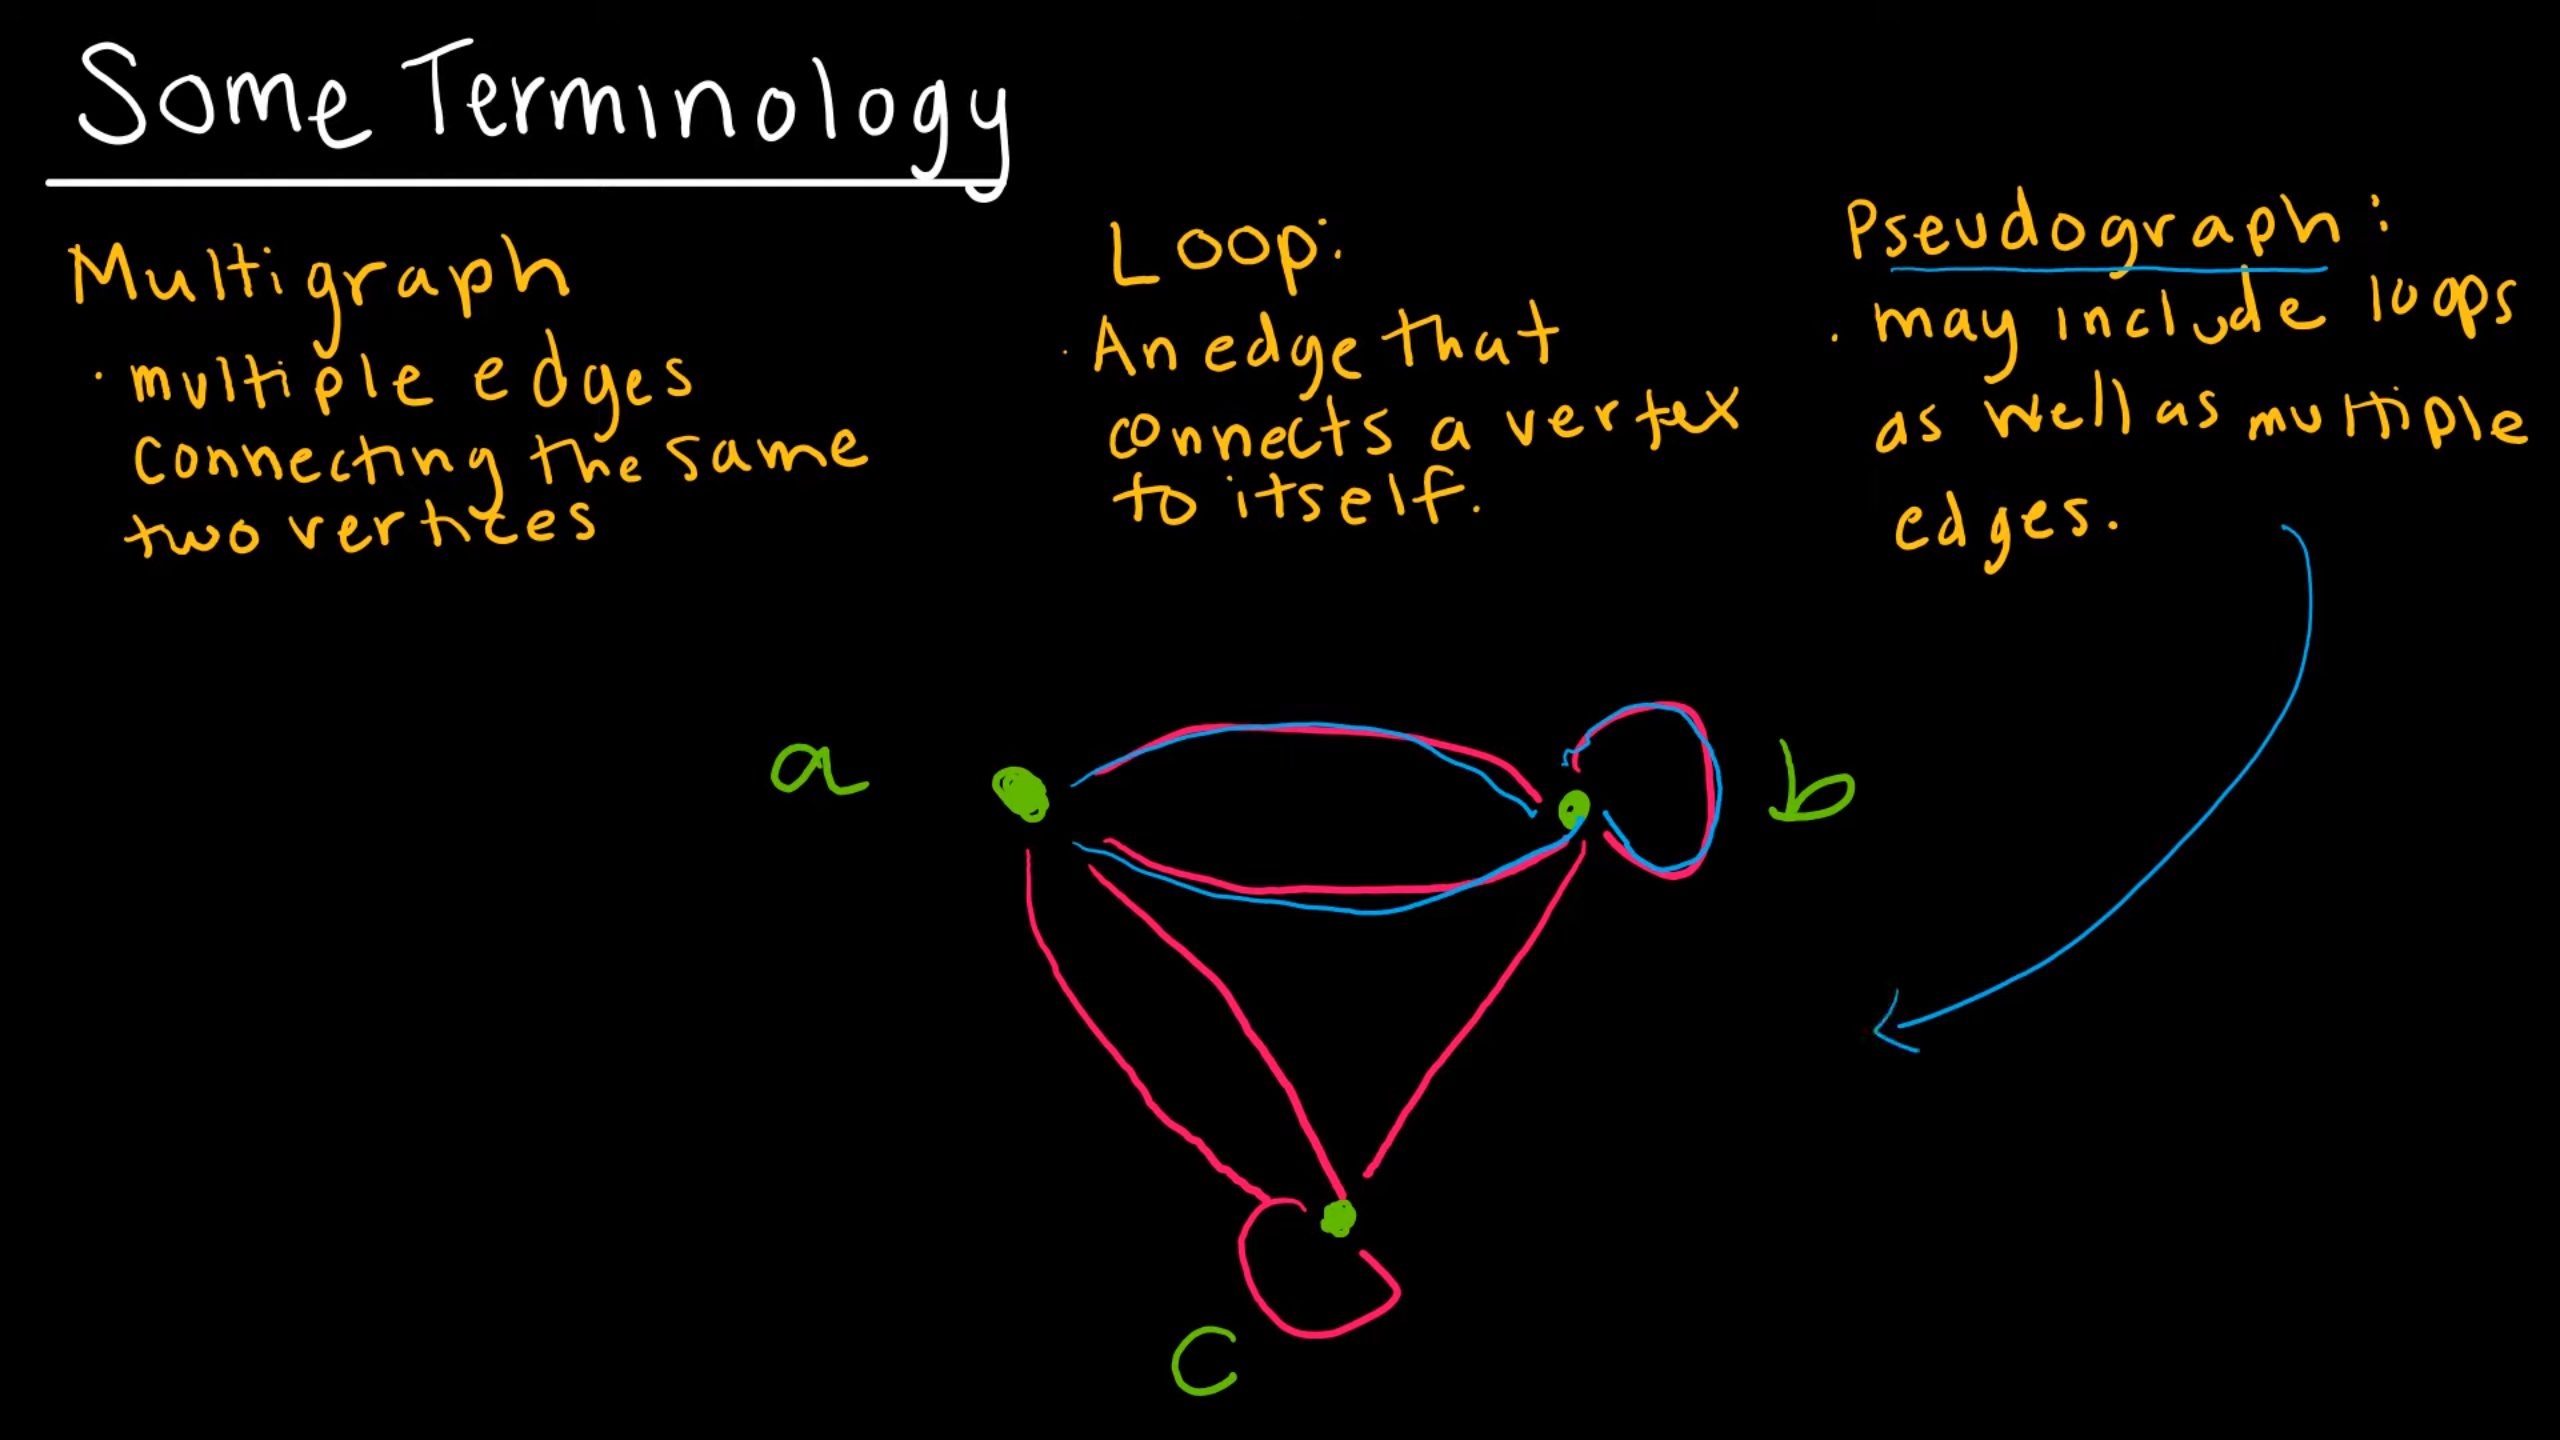 Some Terminology
Multigraph
· multiple edges
connecting the same
two vertices
Loop:
· An edge that
connects a vertex
to itself.
Pseudograph:
· may include loops
as well as multiple
edges.
a
b
c